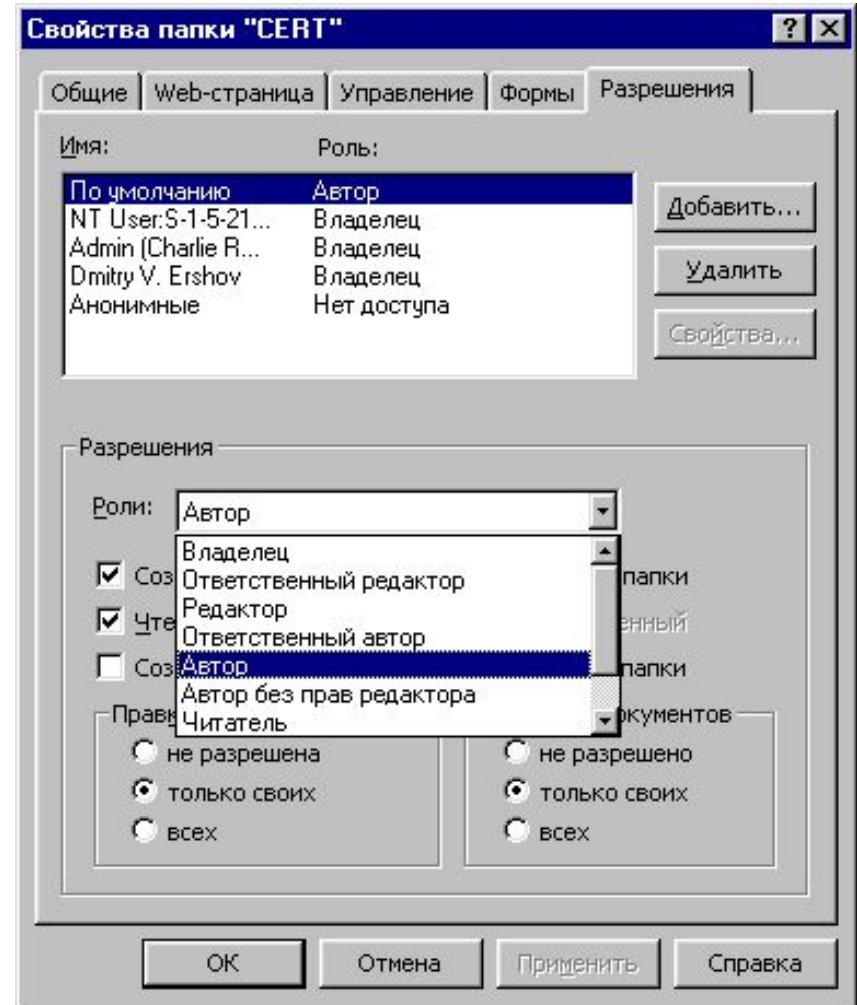 Свойства папки "CERT"
Общие Web-страница Управление Формы Разрешения
Имя: Роль:
По умолчанию Автор
NT User:S-1-5-21... Владелец
Admin (Charlie R... Владелец
Dmitry V. Ershov Владелец
Анонимные Нет доступа
Добавить...
Удалить
Свойства...
Разрешения
Роли: Автор
Владелец
Ответственный редактор
Редактор
Ответственный автор
Автор
Автор без прав редактора
Читатель
папки
папки
не разрешена
только своих
всех
не разрешено
только своих
всех
ОК Отмена Применить Справка